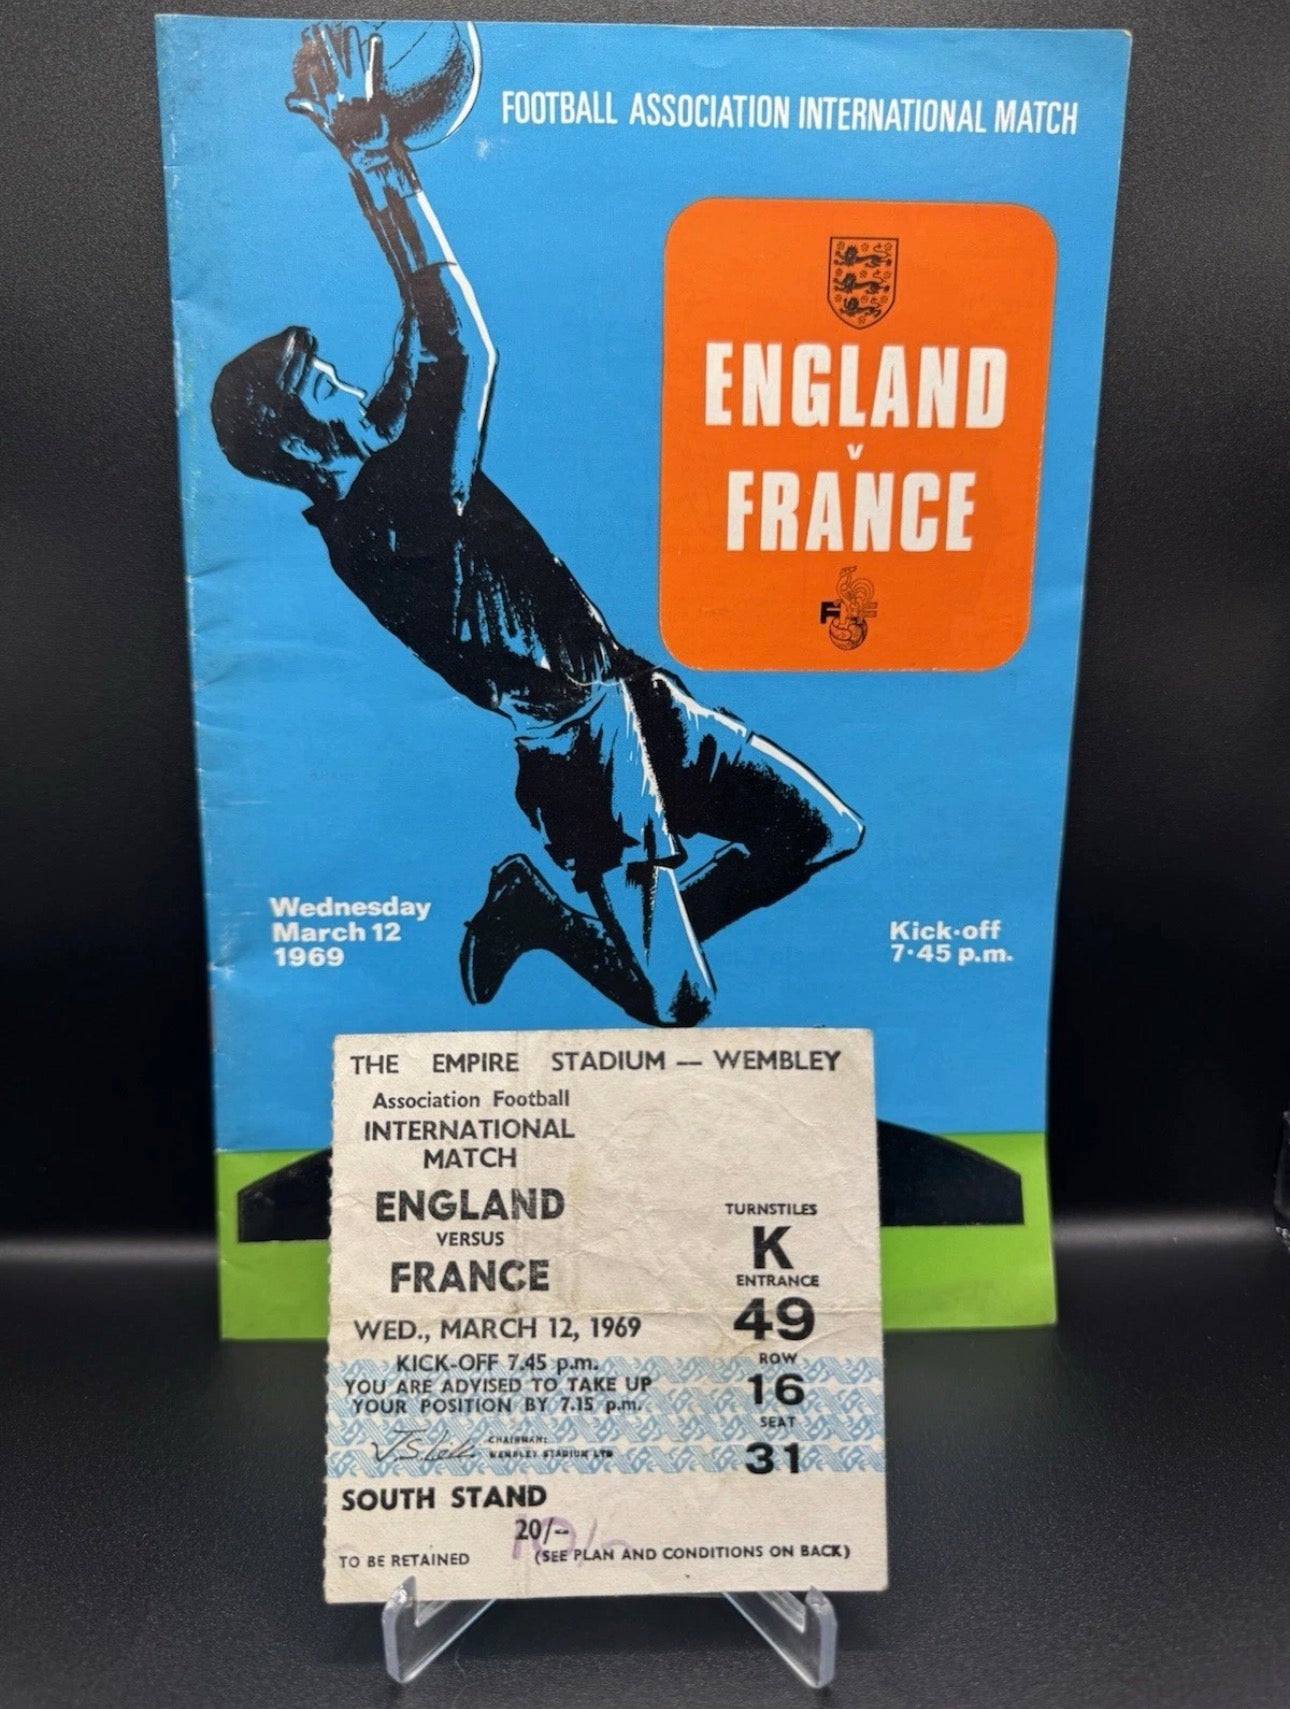 FOOTBALL ASSOCIATION INTERNATIONAL MATCH
ENGLAND
v
FRANCE
FFF
Wednesday
March 12
1969
Kick-off
7·45 p.m.
THE EMPIRE STADIUM — WEMBLEY
Association Football
INTERNATIONAL
MATCH
ENGLAND
VERSUS
FRANCE
WED., MARCH 12, 1969
KICK-OFF 7.45 p.m.
YOU ARE ADVISED TO TAKE UP
YOUR POSITION BY 7.15 p.m.
CHAIRMAN:
WEMBLEY STADIUM LTD
TURNSTILES
K
ENTRANCE
49
ROW
16
SEAT
31
SOUTH STAND
20/-
TO BE RETAINED
(SEE PLAN AND CONDITIONS ON BACK)